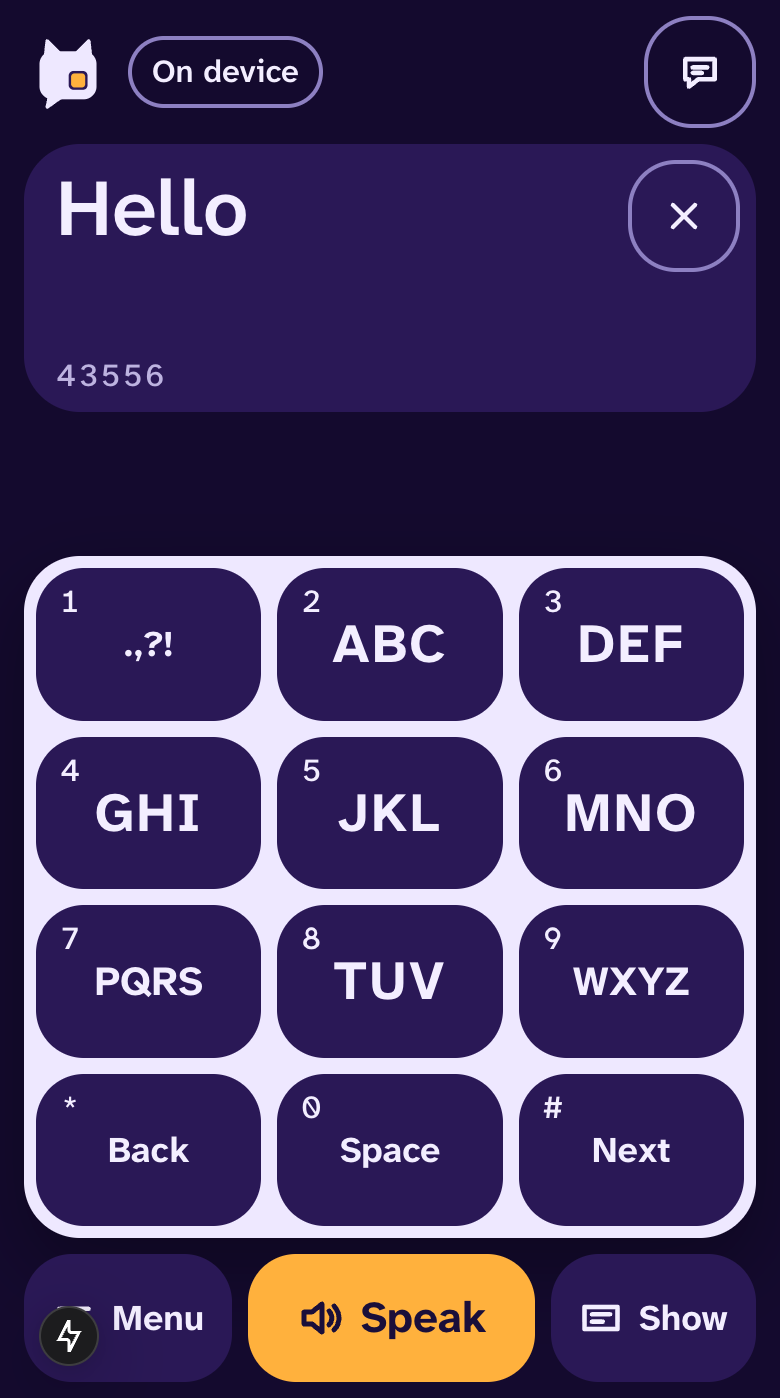 On device
Hello
43556
1
.,?!
2
ABC
3
DEF
4
GHI
5
JKL
6
MNO
7
PQRS
8
TUV
9
WXYZ
*
Back
0
Space
#
Next
Menu
Speak
Show